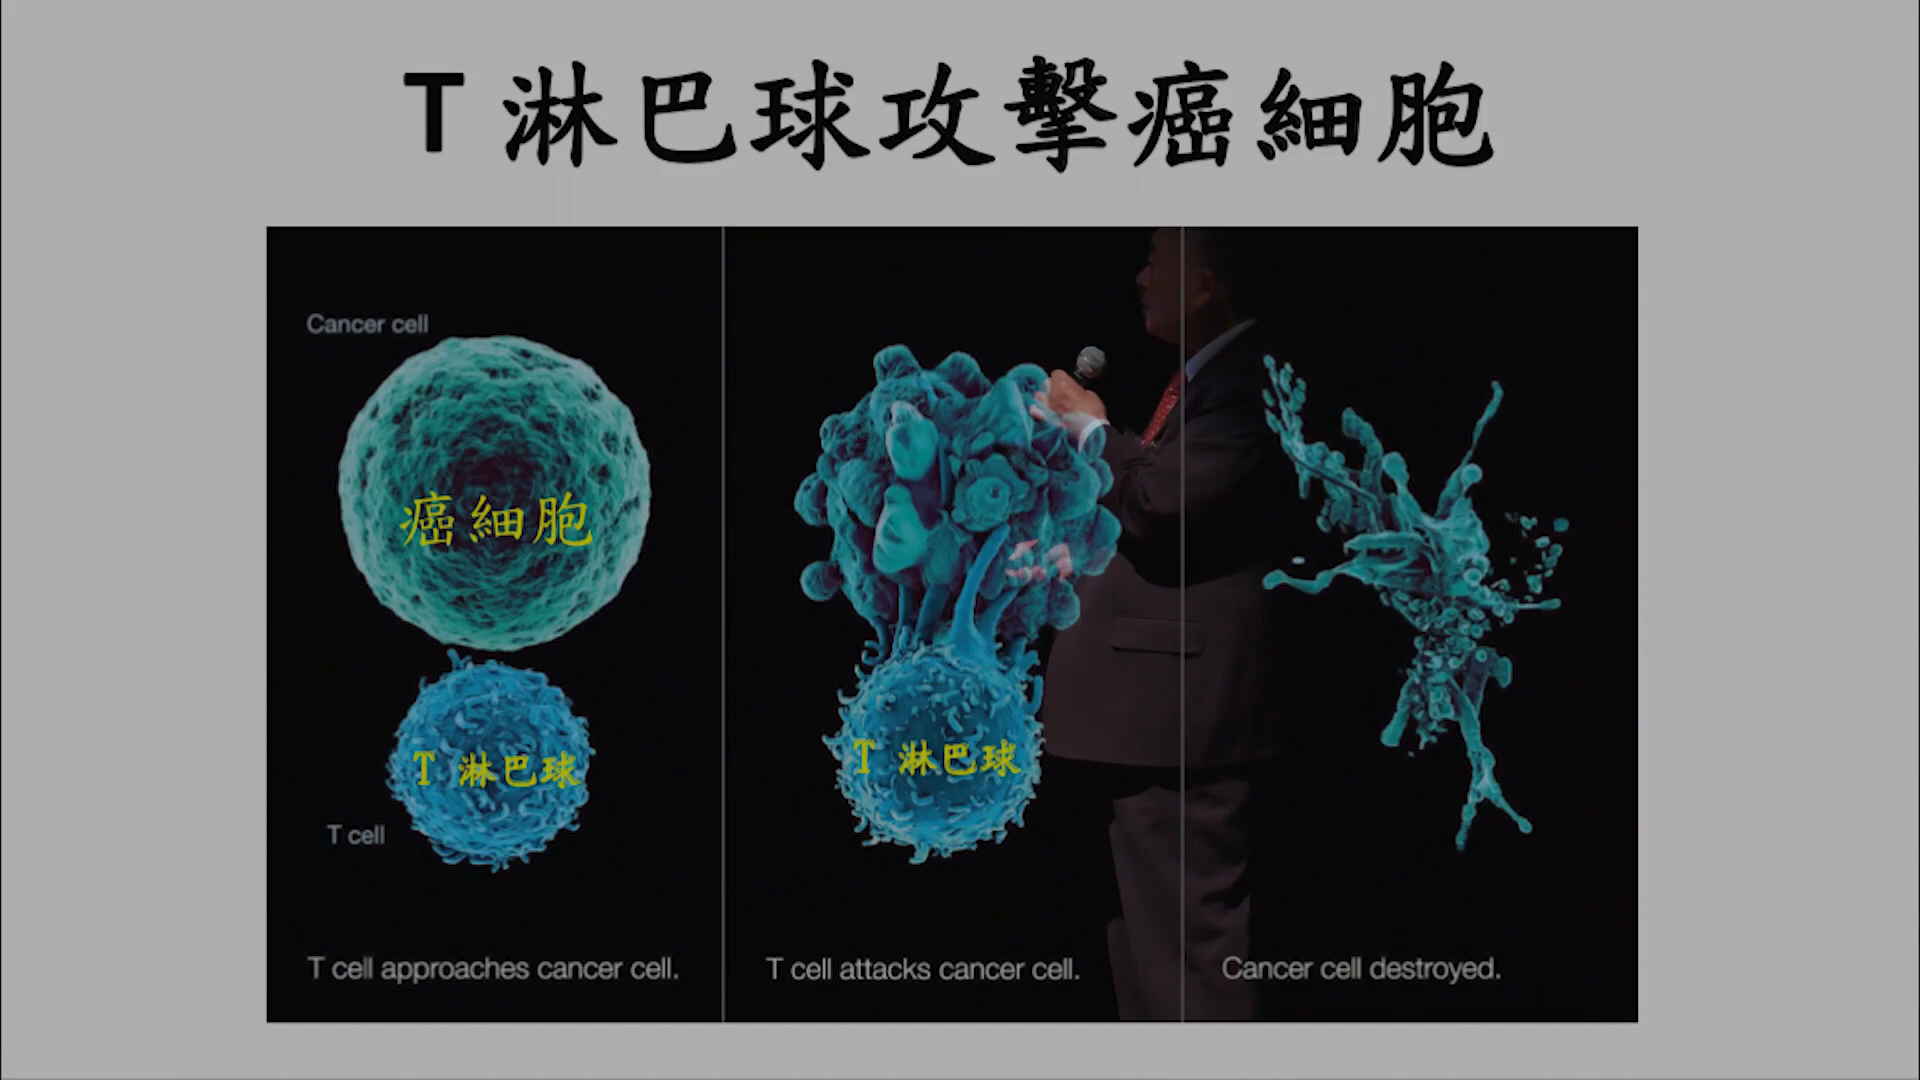 T 淋巴球攻擊癌細胞
Cancer cell
癌細胞
T 淋巴球
T cell
T cell approaches cancer cell.
T 淋巴球
T cell attacks cancer cell.
Cancer cell destroyed.